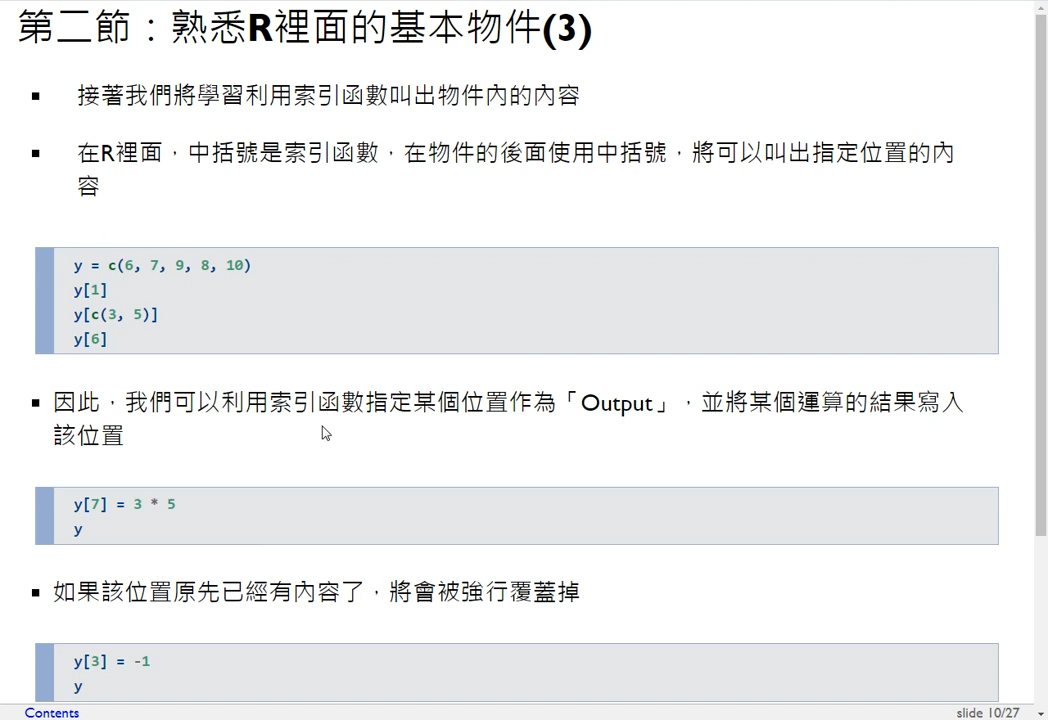 第二節：熟悉R裡面的基本物件(3)
接著我們將學習利用索引函數叫出物件內的內容
在R裡面，中括號是索引函數，在物件的後面使用中括號，將可以叫出指定位置的內
容
y = c(6, 7, 9, 8, 10)
y[1]
y[c(3, 5)]
y[6]
因此，我們可以利用索引函數指定某個位置作為「Output」，並將某個運算的結果寫入
該位置
y[7] = 3 * 5
y
如果該位置原先已經有內容了，將會被強行覆蓋掉
y[3] = -1
y
Contents
slide 10/27